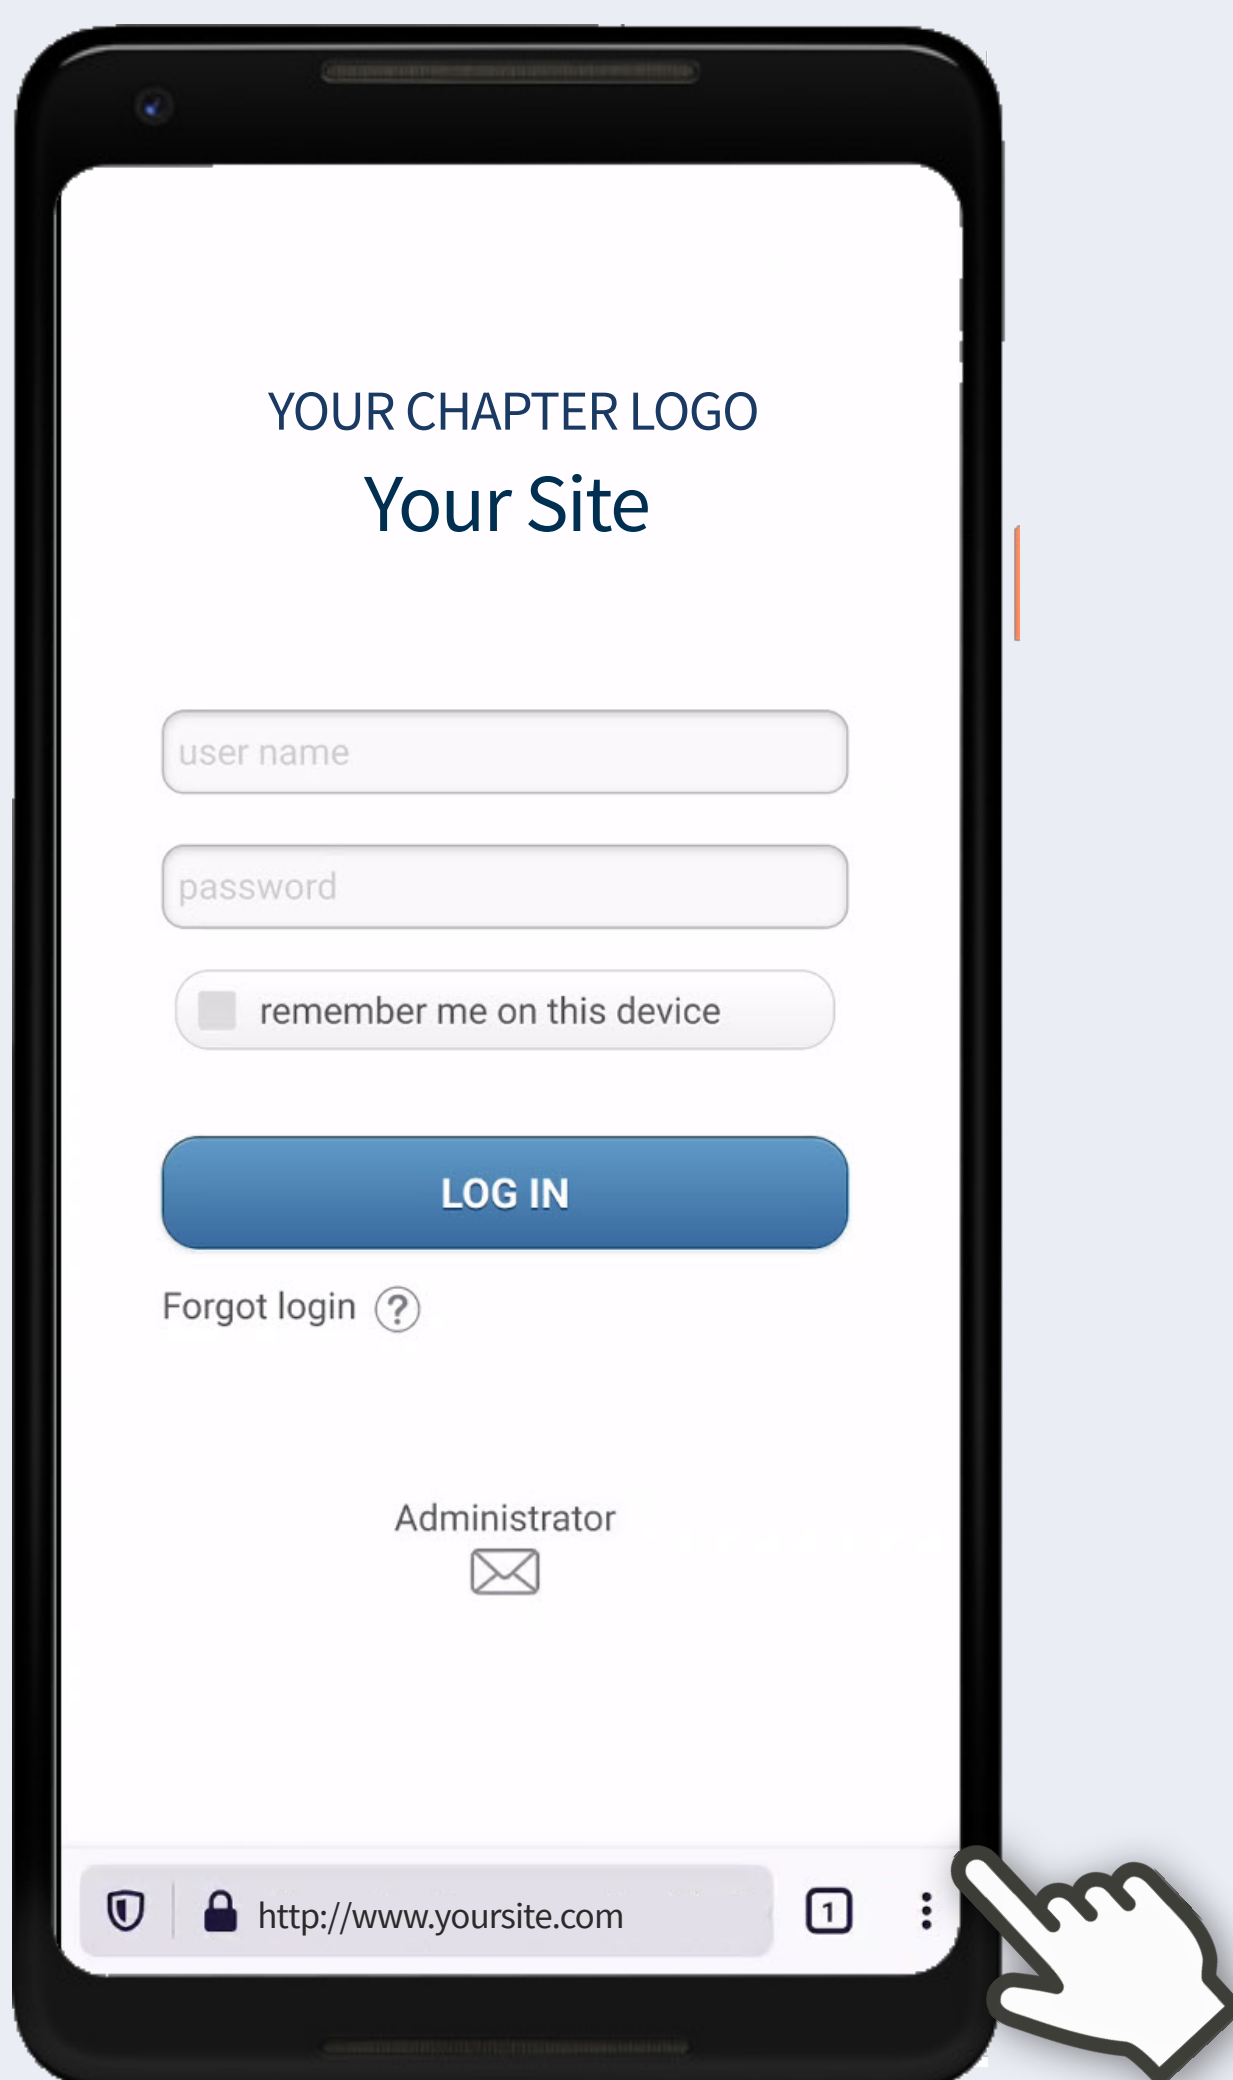 YOUR CHAPTER LOGO
Your Site
user name
password
remember me on this device
LOG IN
Forgot login ?
Administrator
http://www.yoursite.com 1